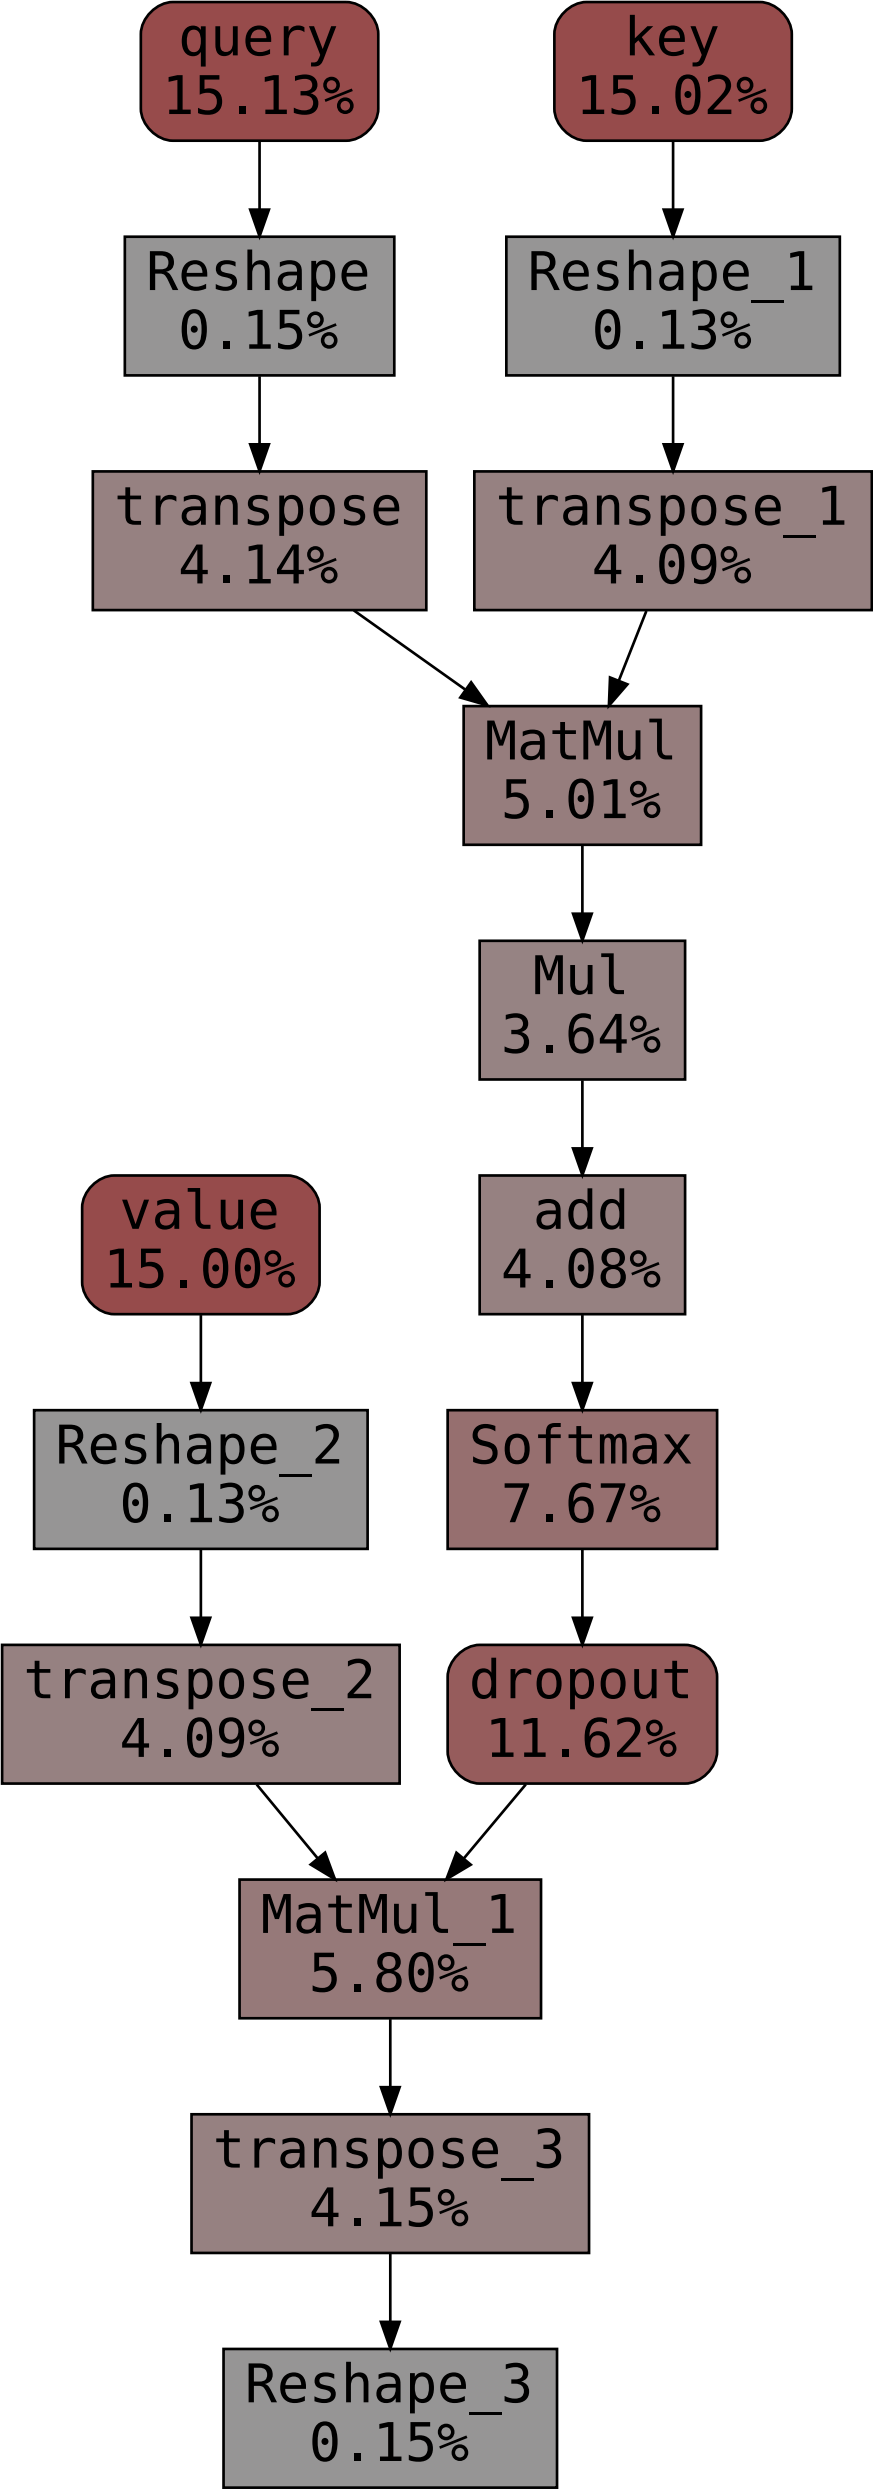 query
15.13%
key
15.02%
Reshape
0.15%
Reshape_1
0.13%
transpose
4.14%
transpose_1
4.09%
MatMul
5.01%
Mul
3.64%
value
15.00%
add
4.08%
Reshape_2
0.13%
Softmax
7.67%
transpose_2
4.09%
dropout
11.62%
MatMul_1
5.80%
transpose_3
4.15%
Reshape_3
0.15%